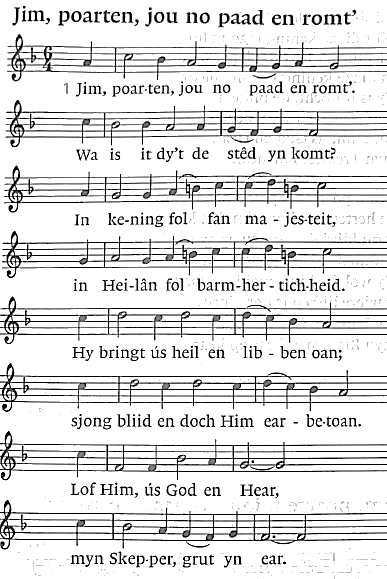 Jim, poarten, jou no paad en romt'
6
4
1 Jim, poar-ten, jou no paad en romt'.
Wa is it dy't de stêd yn komt?
In ke-ning fol fan ma-jes-teit,
in Hei-lân fol barm-her-tich-heid.
Hy bringt ús heil en lib-ben oan;
sjong bliid en doch Him ear-be-toan.
Lof Him, ús God en Hear,
myn Skep-per, grut yn ear.